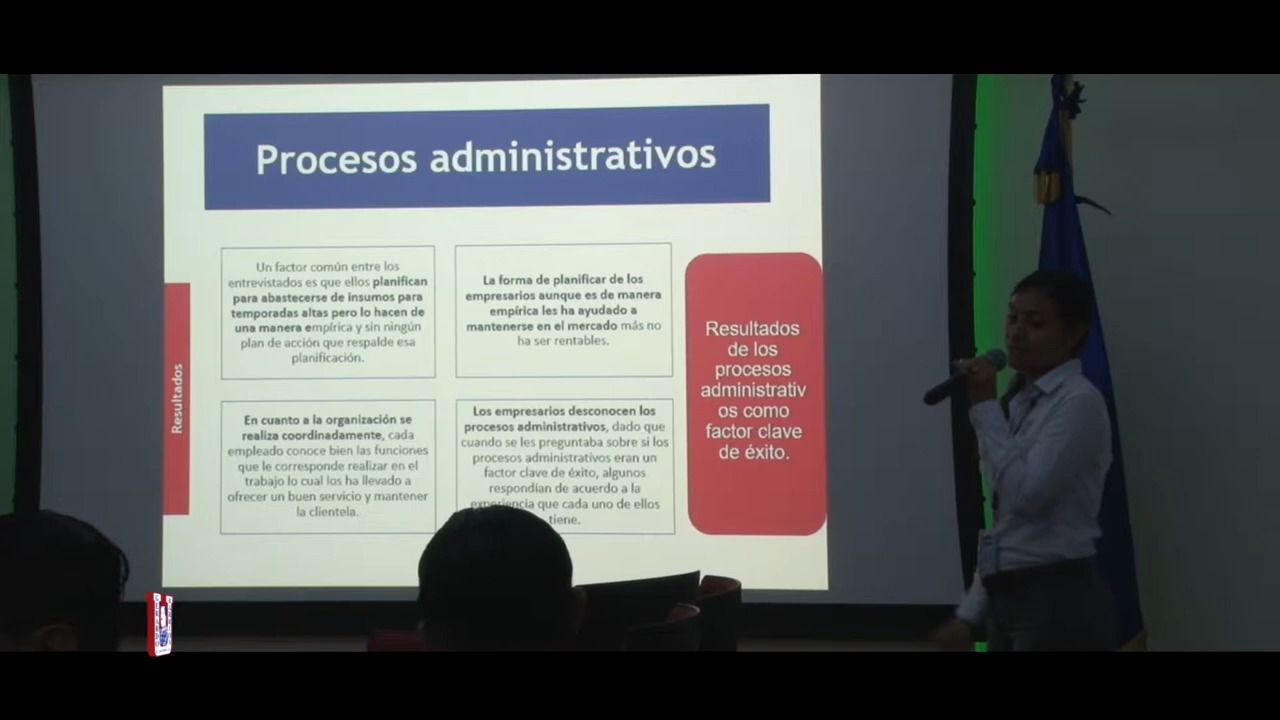 Procesos administrativos
Un factor común entre los
entrevistados es que ellos planifican
para abastecerse de insumos para
temporadas altas pero lo hacen de
una manera empírica y sin ningún
plan de acción que respalde esa
planificación.
La forma de planificar de los
empresarios aunque es de manera
empírica les ha ayudado a
mantenerse en el mercado más no
ha ser rentables.
En cuanto a la organización se
realiza coordinadamente, cada
empleado conoce bien las funciones
que le corresponde realizar en el
trabajo lo cual los ha llevado a
ofrecer un buen servicio y mantener
la clientela.
Los empresarios desconocen los
procesos administrativos, dado que
cuando se les preguntaba sobre si los
procesos administrativos eran un
factor clave de éxito, algunos
respondían de acuerdo a la
experiencia que cada uno de ellos
tiene.
Resultados
Resultados
de los
procesos
administrativ
os como
factor clave
de éxito.